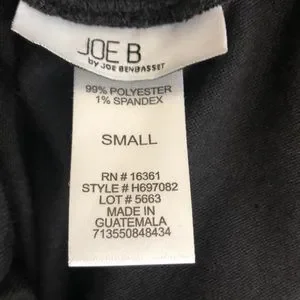 JOE B
BY JOE BENBASSET
99% POLYESTER
1% SPANDEX
SMALL
RN # 16361
STYLE # H697082
LOT # 5663
MADE IN
GUATEMALA
713550848434